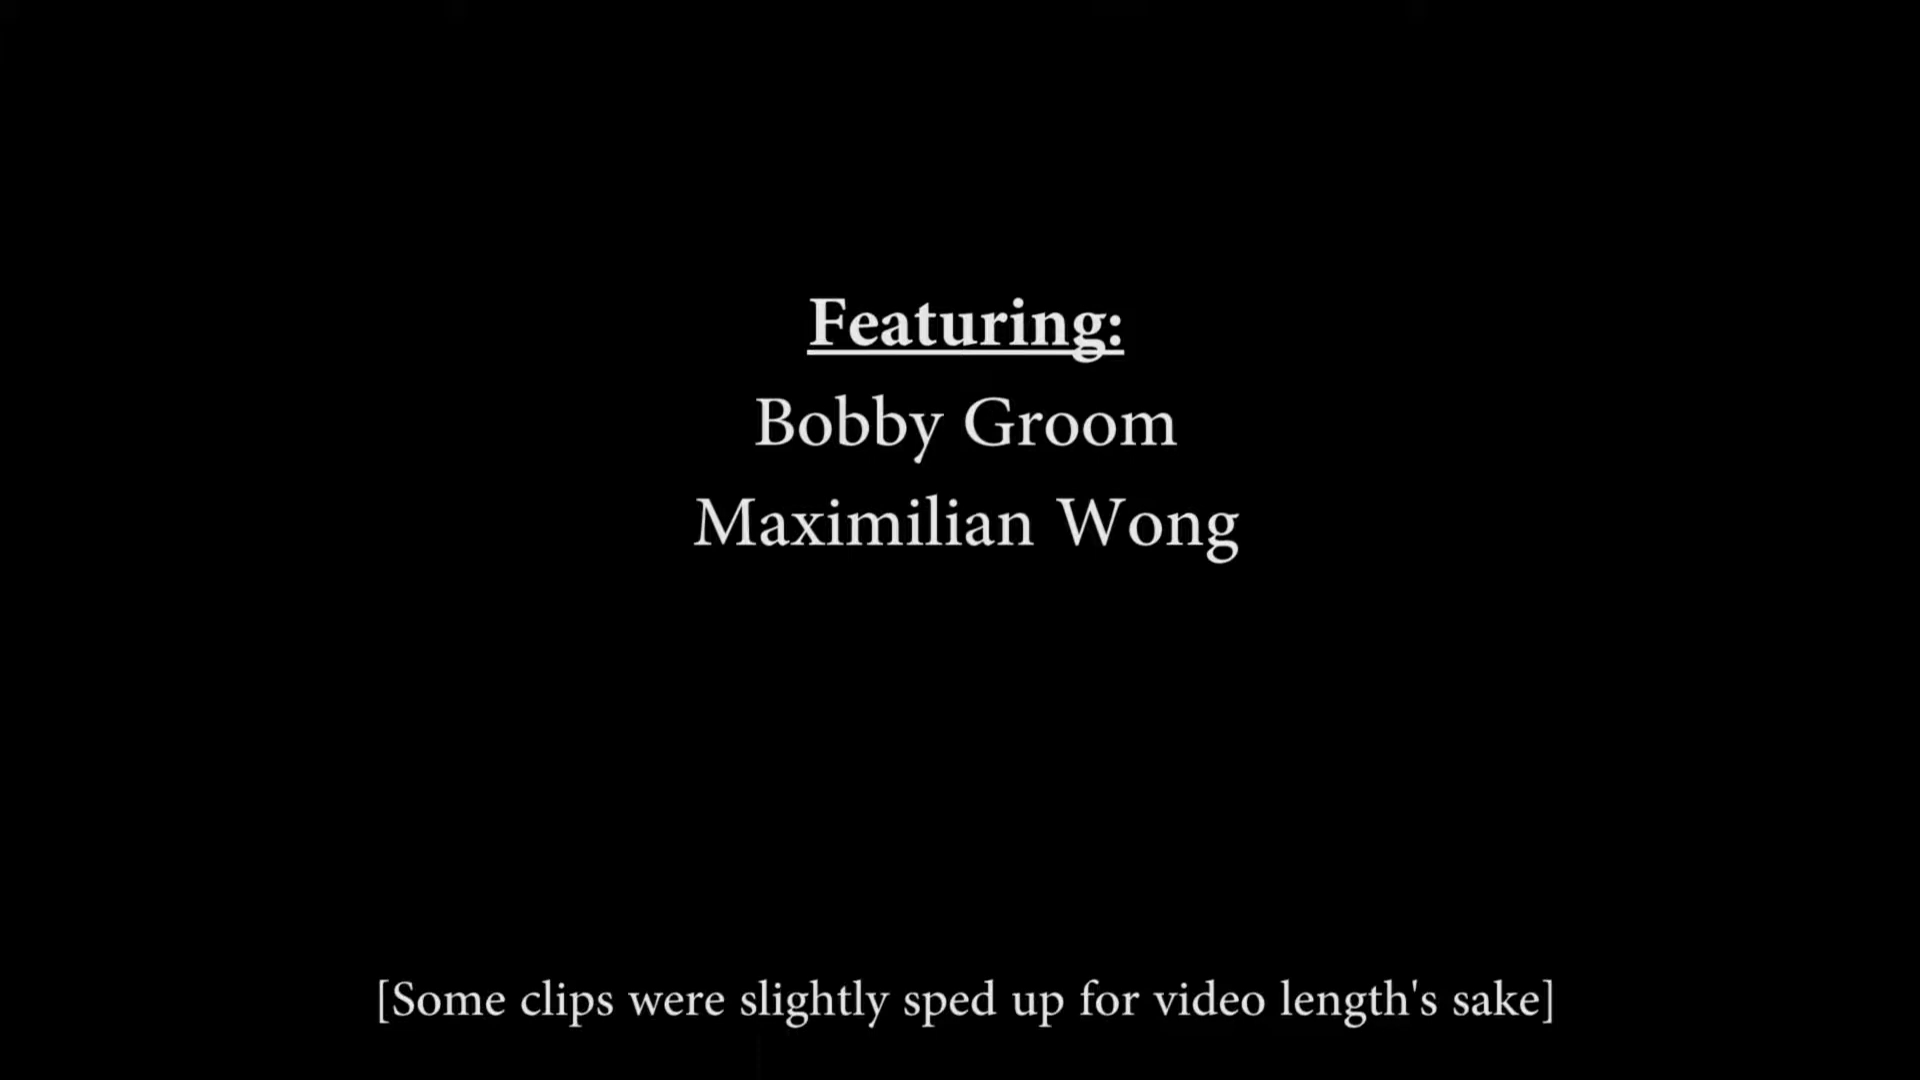 Featuring:
Bobby Groom
Maximilian Wong
[Some clips were slightly sped up for video length's sake]